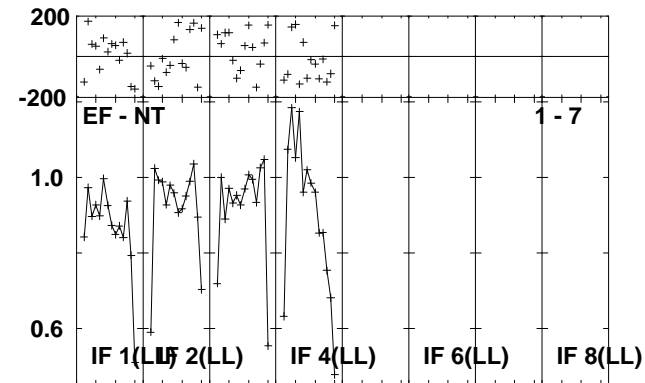 200
-200
EF - NT 1 - 7
1.0
0.6
IF 1(LL) IF 2(LL) IF 4(LL) IF 6(LL) IF 8(LL)